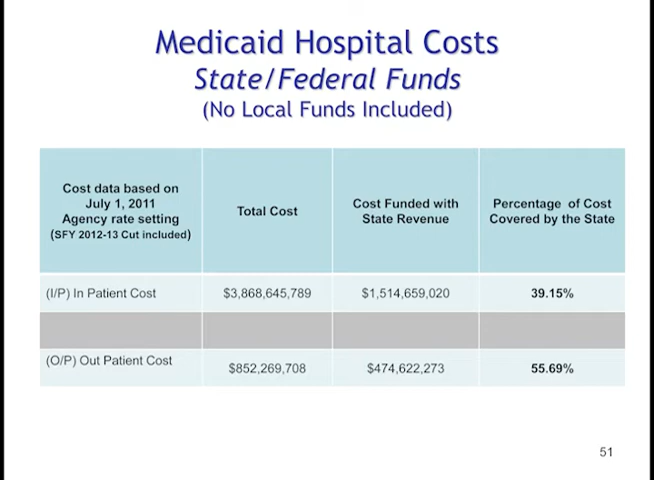 Medicaid Hospital Costs
State/Federal Funds
(No Local Funds Included)
Cost data based on
July 1, 2011
Agency rate setting
(SFY 2012-13 Cut included)
Total Cost
Cost Funded with
State Revenue
Percentage of Cost
Covered by the State
(I/P) In Patient Cost $3,868,645,789 $1,514,659,020 39.15%
(O/P) Out Patient Cost $852,269,708 $474,622,273 55.69%
51